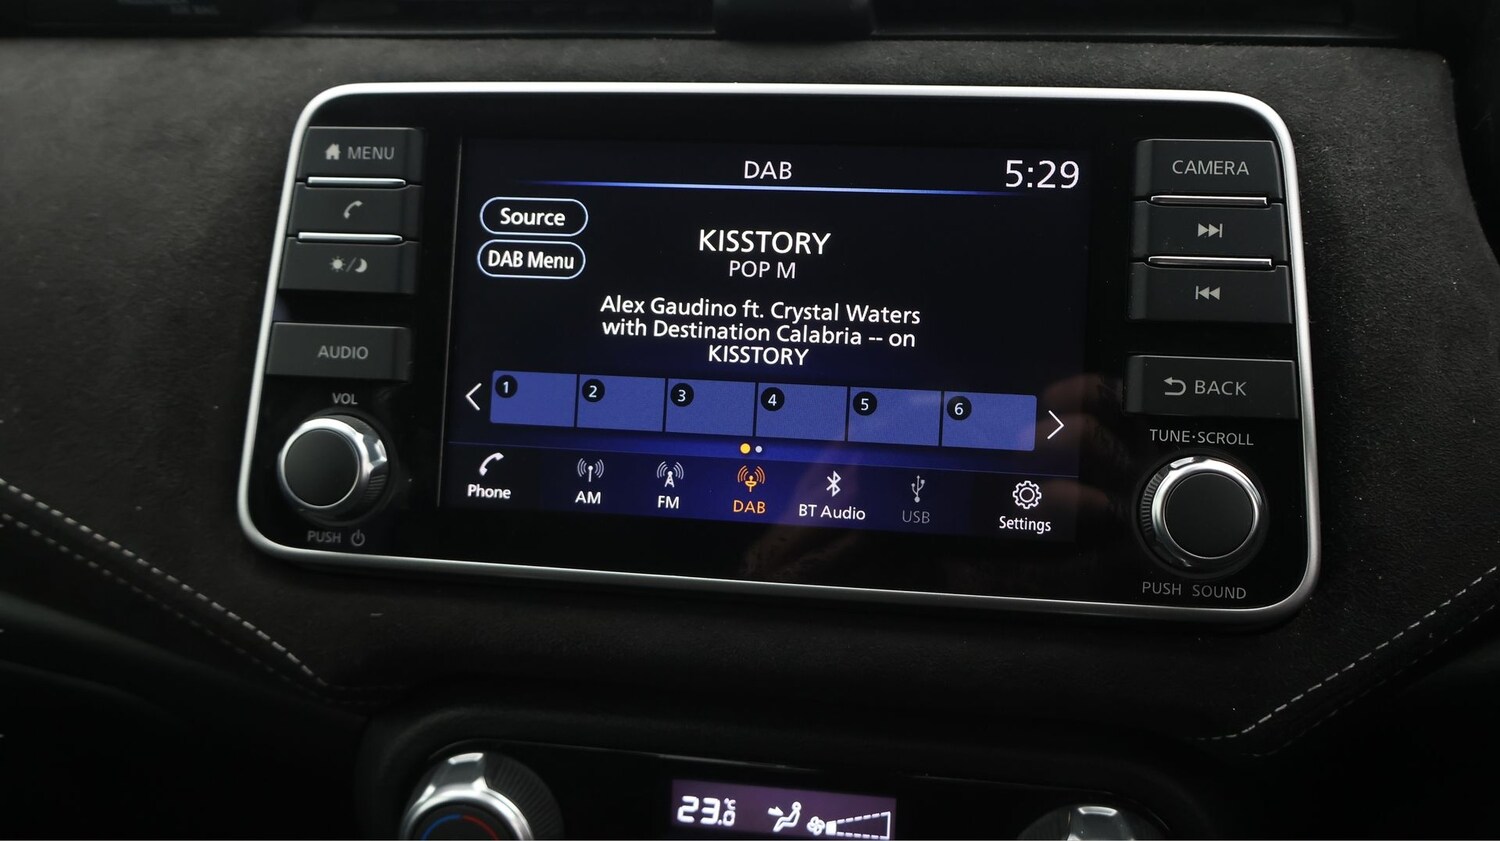 MENU
AUDIO
VOL
PUSH
DAB
5:29
Source
DAB Menu
KISSTORY
POP M
Alex Gaudino ft. Crystal Waters
with Destination Calabria -- on
KISSTORY
1 2 3 4 5 6
Phone
AM
FM
DAB
BT Audio
USB
Settings
CAMERA
BACK
TUNE·SCROLL
PUSH SOUND
23.0 °C